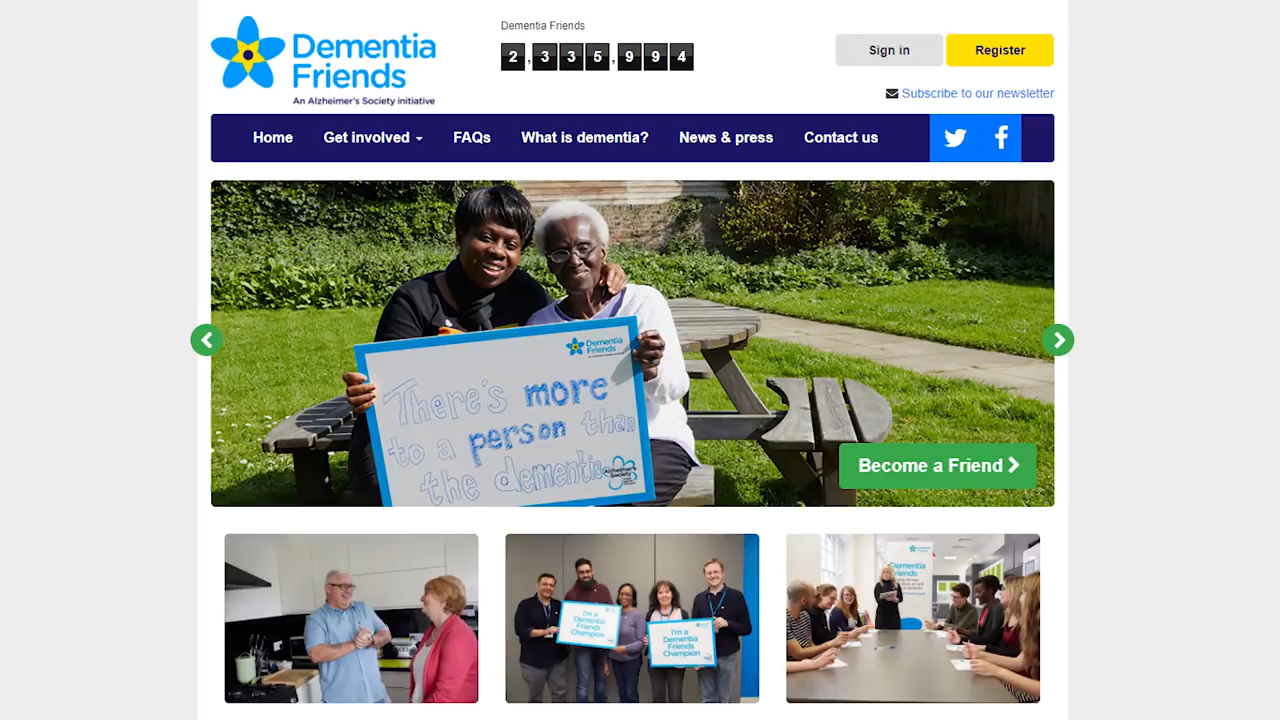 Dementia Friends
2,335,994
Sign in
Register
Dementia
Friends
An Alzheimer's Society initiative
Subscribe to our newsletter
Home
Get involved
FAQs
What is dementia?
News & press
Contact us
Dementia
Friends
There's more
to a person than
the dementia
Alzheimer's
Society
Become a Friend
I'm a
Dementia
Friends
Champion
I'm a
Dementia
Friends
Champion
Dementia
Friends